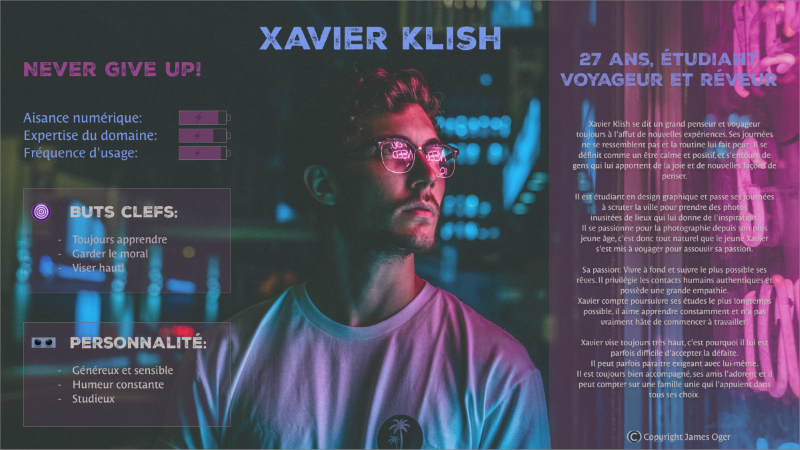 XAVIER KLISH
NEVER GIVE UP!
Aisance numérique:
Expertise du domaine:
Fréquence d'usage:
BUTS CLEFS:
- Toujours apprendre
- Garder le moral
- Viser haut!
PERSONNALITÉ:
- Généreux et sensible
- Humeur constante
- Studieux
27 ANS, ÉTUDIANT
VOYAGEUR ET RÊVEUR
Xavier Klish se dit un grand penseur et voyageur
toujours à l'affut de nouvelles expériences. Ses journées
ne se ressemblent pas et la routine lui fait peur. Il se
définit comme un être calme et positif, et s'entoure de
gens qui lui apportent de la joie et de nouvelles façons de
penser.
Il est étudiant en design graphique et passe ses journées
à scruter la ville pour prendre des photos
inusitées de lieux qui lui donne de l'inspiration.
Il se passionne pour la photographie depuis son plus
jeune âge, c'est donc tout naturel que le jeune Xavier
s'est mis à voyager pour assouvir sa passion.
Sa passion: Vivre à fond et suivre le plus possible ses
rêves. Il privilégie les contacts humains authentiques et
possède une grande empathie.
Xavier compte poursuivre ses études le plus longtemps
possible, il aime apprendre constamment et n'a pas
vraiment hâte de commencer à travailler!
Xavier vise toujours très haut, c'est pourquoi il lui est
parfois difficile d'accepter la défaite.
Il peut parfois paraître exigeant avec lui-même.
Il est toujours bien accompagné, ses amis l'adorent et il
peut compter sur une famille unie qui l'appuient dans
tous ses choix.
© Copyright James Oger